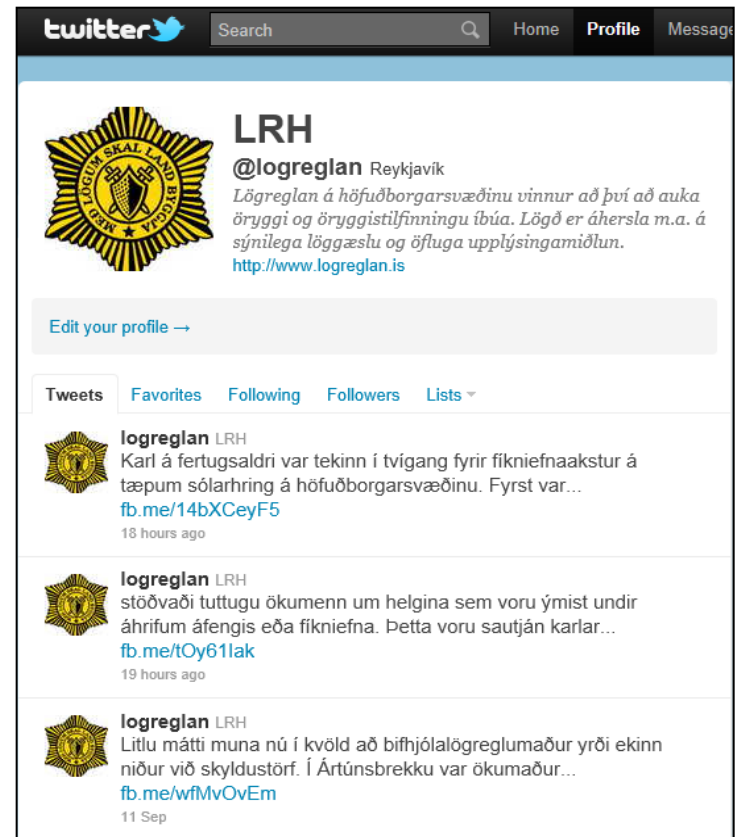 twitter
Search
Home
Profile
Message
MEÐ LÖGUM SKAL LAND BYGGJA
LRH
@logreglan Reykjavík
Lögreglan á höfuðborgarsvæðinu vinnur að því að auka
öryggi og öryggistilfinningu íbúa. Lögð er áhersla m.a. á
sýnilega löggæslu og öfluga upplýsingamiðlun.
http://www.logreglan.is
Edit your profile →
Tweets Favorites Following Followers Lists
logreglan LRH
Karl á fertugsaldri var tekinn í tvígang fyrir fíkniefnaakstur á
tæpum sólarhring á höfuðborgarsvæðinu. Fyrst var...
fb.me/14bXCeyF5
18 hours ago
logreglan LRH
stöðvaði tuttugu ökumenn um helgina sem voru ýmist undir
áhrifum áfengis eða fíkniefna. Þetta voru sautján karlar...
fb.me/tOy61Iak
19 hours ago
logreglan LRH
Litlu mátti muna nú í kvöld að bifhjólalögreglumaður yrði ekinn
niður við skyldustörf. Í Ártúnsbrekku var ökumaður...
fb.me/wfMvOvEm
11 Sep